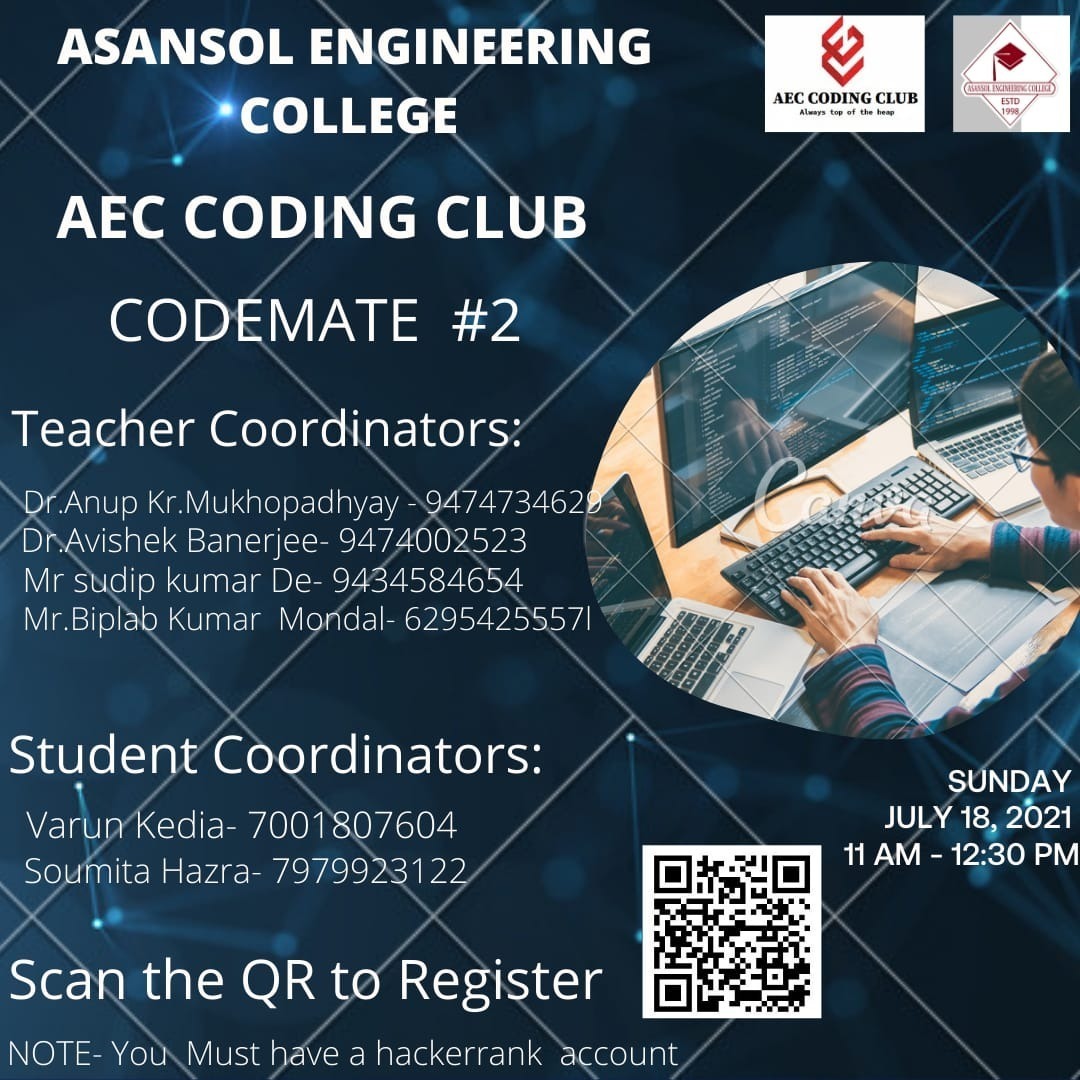 ASANSOL ENGINEERING
COLLEGE
AEC CODING CLUB
Always top of the heap
ASANSOL ENGINEERING COLLEGE
ESTD
1998
AEC CODING CLUB
CODEMATE #2
Teacher Coordinators:
Dr.Anup Kr.Mukhopadhyay - 9474734629
Dr.Avishek Banerjee- 9474002523
Mr sudip kumar De- 9434584654
Mr.Biplab Kumar Mondal- 6295425557l
Canva
Student Coordinators:
Varun Kedia- 7001807604
Soumita Hazra- 7979923122
SUNDAY
JULY 18, 2021
11 AM - 12:30 PM
Scan the QR to Register
NOTE- You Must have a hackerrank account